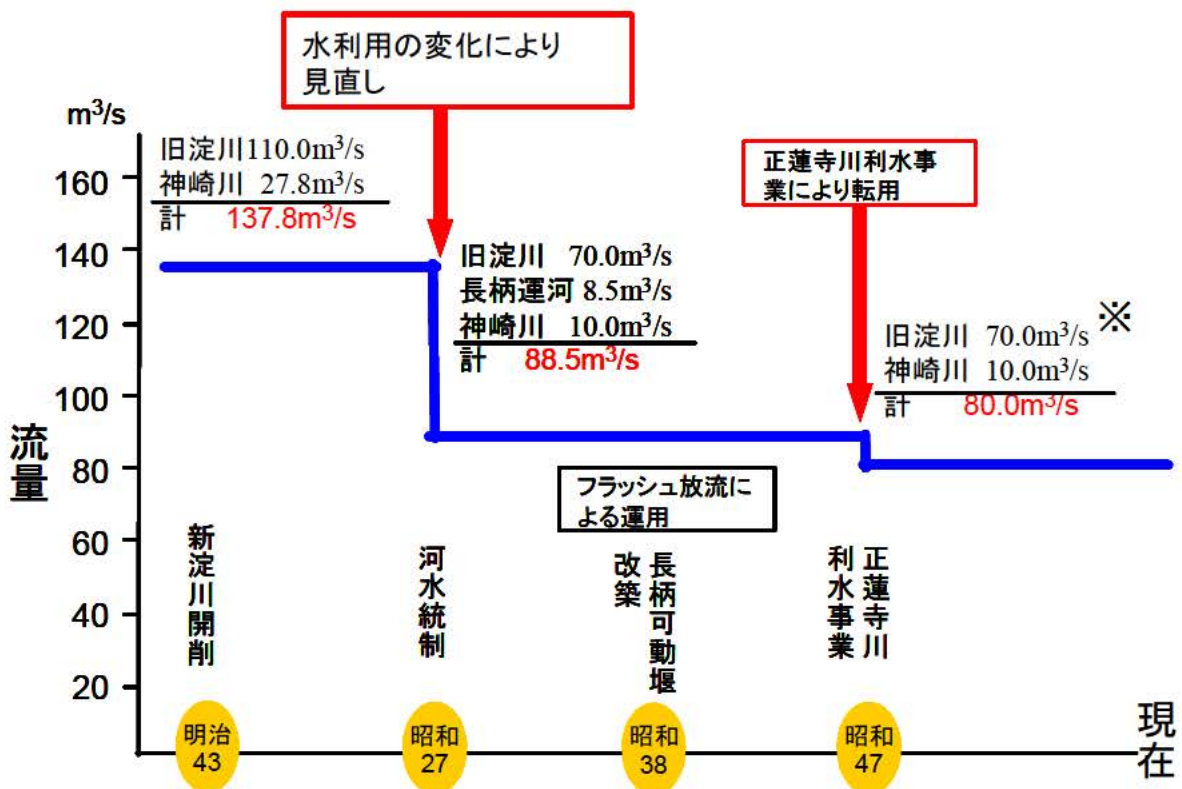 水利用の変化により
見直し
m³/s
旧淀川110.0m³/s
神崎川 27.8m³/s
計 137.8m³/s
正蓮寺川利水事
業により転用
旧淀川 70.0m³/s
長柄運河 8.5m³/s
神崎川 10.0m³/s
計 88.5m³/s
旧淀川 70.0m³/s ※
神崎川 10.0m³/s
計 80.0m³/s
160
140
120
100
80
60
40
20
流量
フラッシュ放流に
よる運用
新淀川開削
河水統制
長柄可動堰
改築
正蓮寺川
利水事業
明治
43
昭和
27
昭和
38
昭和
47
現在